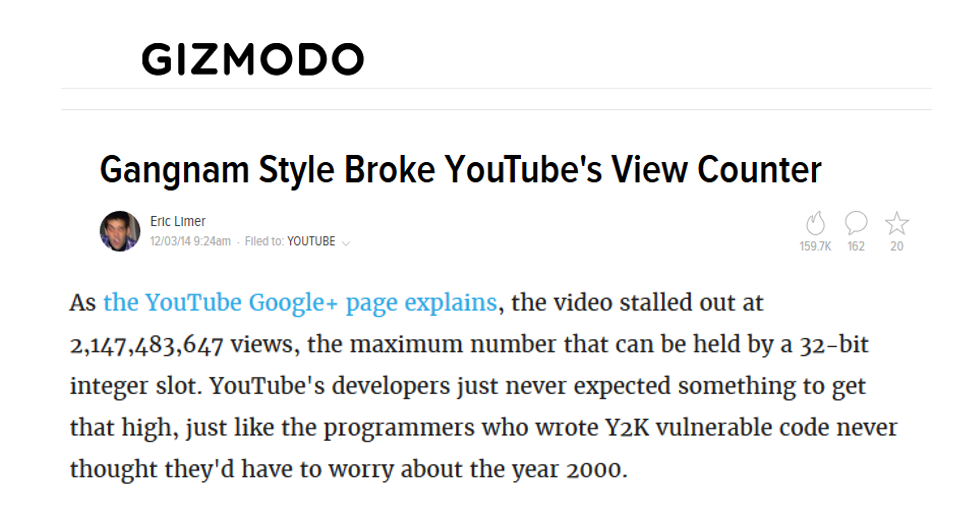 GIZMODO
Gangnam Style Broke YouTube's View Counter
Eric Limer
12/03/14 9:24am · Filed to: YOUTUBE
159.7K 162 20
As the YouTube Google+ page explains, the video stalled out at
2,147,483,647 views, the maximum number that can be held by a 32-bit
integer slot. YouTube's developers just never expected something to get
that high, just like the programmers who wrote Y2K vulnerable code never
thought they'd have to worry about the year 2000.